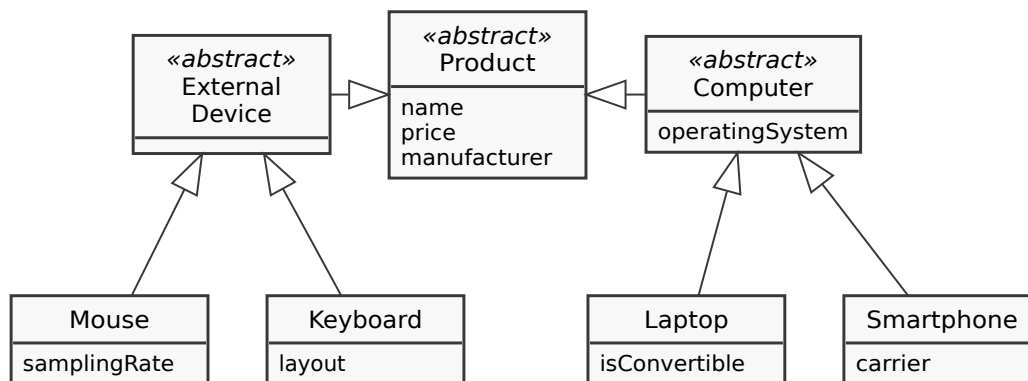 «abstract»
External
Device
«abstract»
Product
name
price
manufacturer
«abstract»
Computer
operatingSystem
Mouse
samplingRate
Keyboard
layout
Laptop
isConvertible
Smartphone
carrier